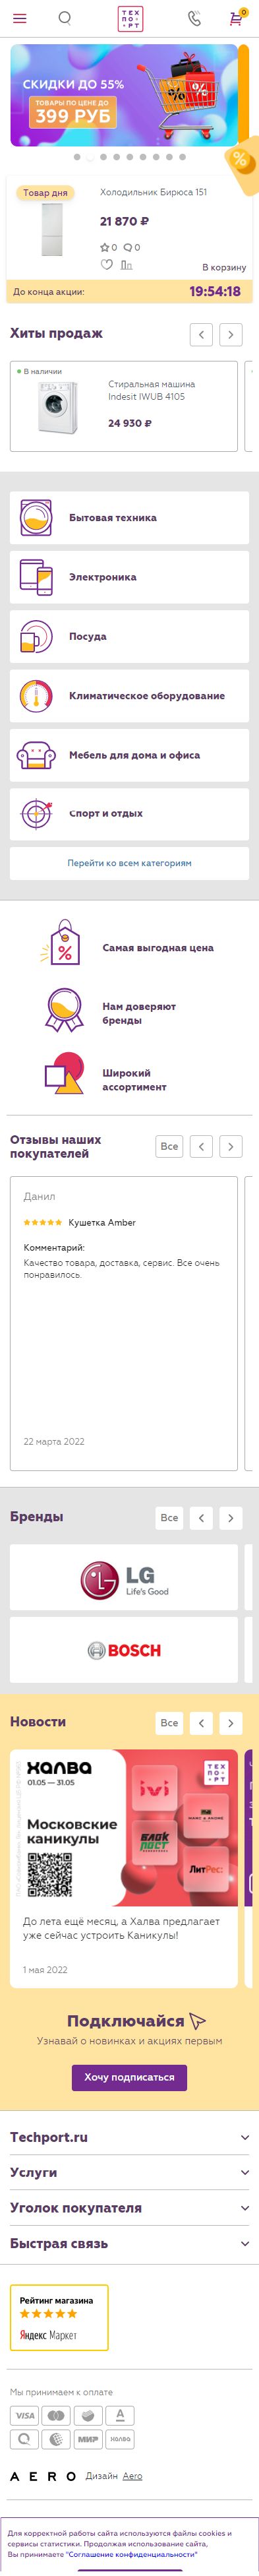 ТЕХ
ПО
РТ
0
СКИДКИ ДО 55%
ТОВАРЫ ПО ЦЕНЕ ДО
399 РУБ
%
Товар дня
Холодильник Бирюса 151
21 870 ₽
0 0
В корзину
До конца акции: 19:54:18
Хиты продаж
В наличии
Стиральная машина
Indesit IWUB 4105
24 930 ₽
Бытовая техника
Электроника
Посуда
Климатическое оборудование
Мебель для дома и офиса
Спорт и отдых
Перейти ко всем категориям
Самая выгодная цена
Нам доверяют
бренды
Широкий
ассортимент
Отзывы наших
покупателей
Все
Данил
Кушетка Amber
Комментарий:
Качество товара, доставка, сервис. Все очень
понравилось.
22 марта 2022
Бренды
Все
LG
Life's Good
BOSCH
Новости
Все
ХАЛВА
01.05 — 31.05
ТЕХ
ПО
РТ
Московские
каникулы
ivi
БЛОК
ПОСТ
ЛитРес:
До лета ещё месяц, а Халва предлагает
уже сейчас устроить Каникулы!
1 мая 2022
Подключайся
Узнавай о новинках и акциях первым
Хочу подписаться
Techport.ru
Услуги
Уголок покупателя
Быстрая связь
Рейтинг магазина
Яндекс Маркет
Мы принимаем к оплате
VISA
МИР
халва
AERO Дизайн Aero
Для корректной работы сайта используются файлы cookies и
сервисы статистики. Продолжая использование сайта,
Вы принимаете "Соглашение конфиденциальности"